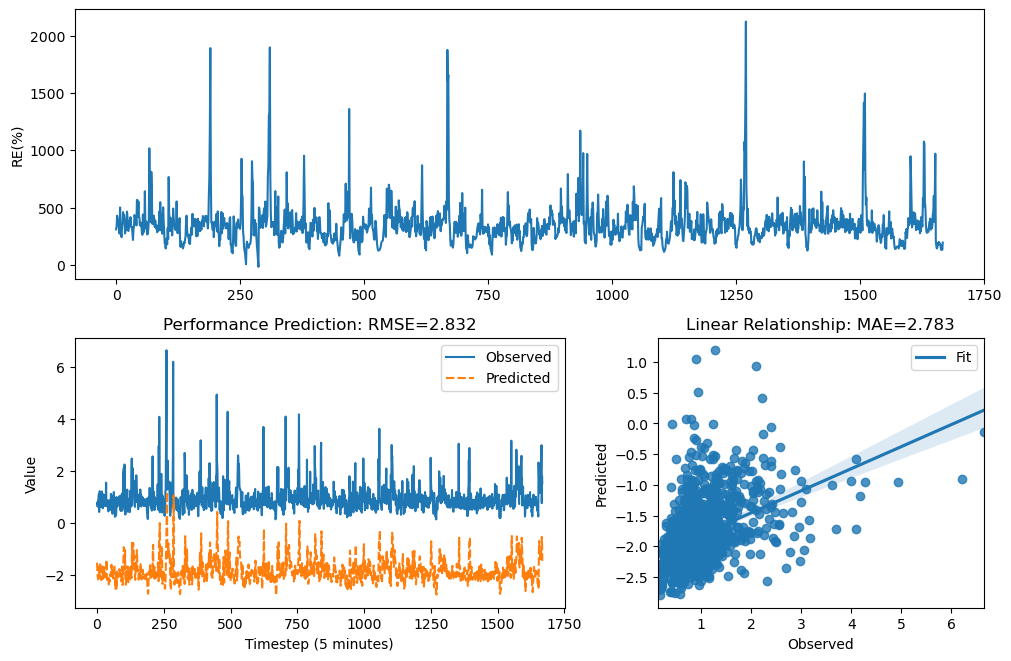 2000
1500
1000
500
0
RE(%)
0 250 500 750 1000 1250 1500 1750
Performance Prediction: RMSE=2.832
Observed
Predicted
6
4
2
0
−2
Value
0 250 500 750 1000 1250 1500 1750
Timestep (5 minutes)
Linear Relationship: MAE=2.783
Fit
1.0
0.5
0.0
−0.5
−1.0
−1.5
−2.0
−2.5
Predicted
1 2 3 4 5 6
Observed